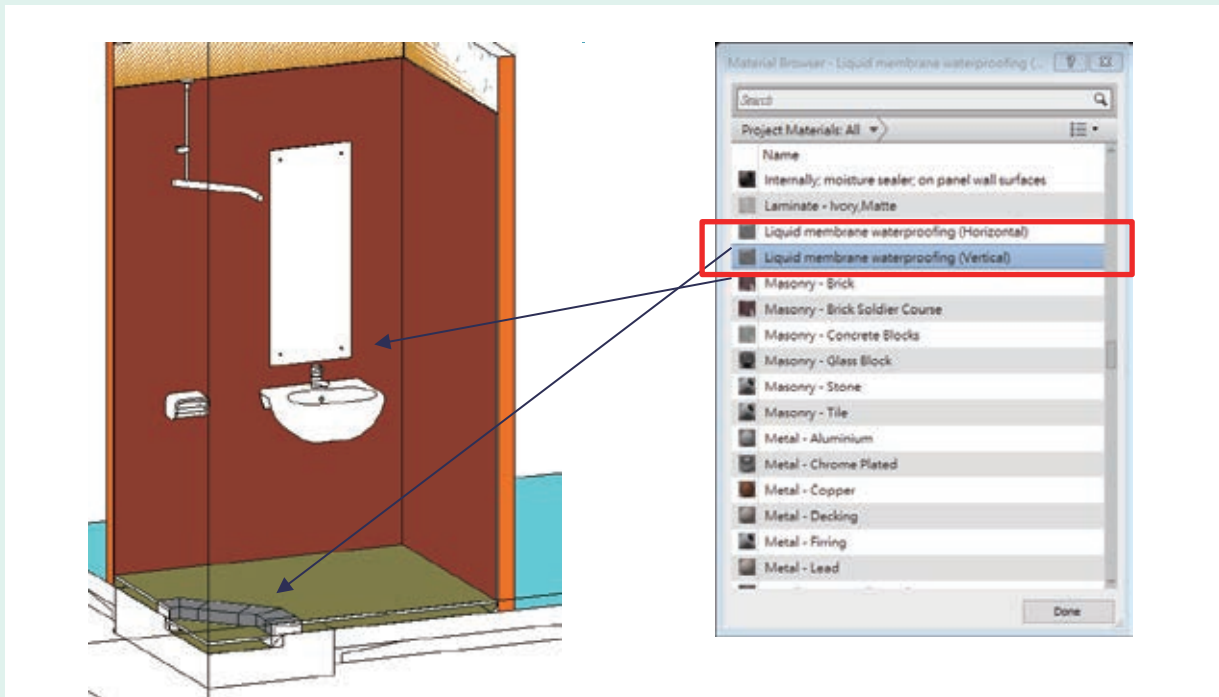 Material Browser - Liquid membrane waterproofing (...
Search
Project Materials: All
Name
Internally; moisture sealer; on panel wall surfaces
Laminate - Ivory,Matte
Liquid membrane waterproofing (Horizontal)
Liquid membrane waterproofing (Vertical)
Masonry - Brick
Masonry - Brick Soldier Course
Masonry - Concrete Blocks
Masonry - Glass Block
Masonry - Stone
Masonry - Tile
Metal - Aluminium
Metal - Chrome Plated
Metal - Copper
Metal - Decking
Metal - Firring
Metal - Lead
Done